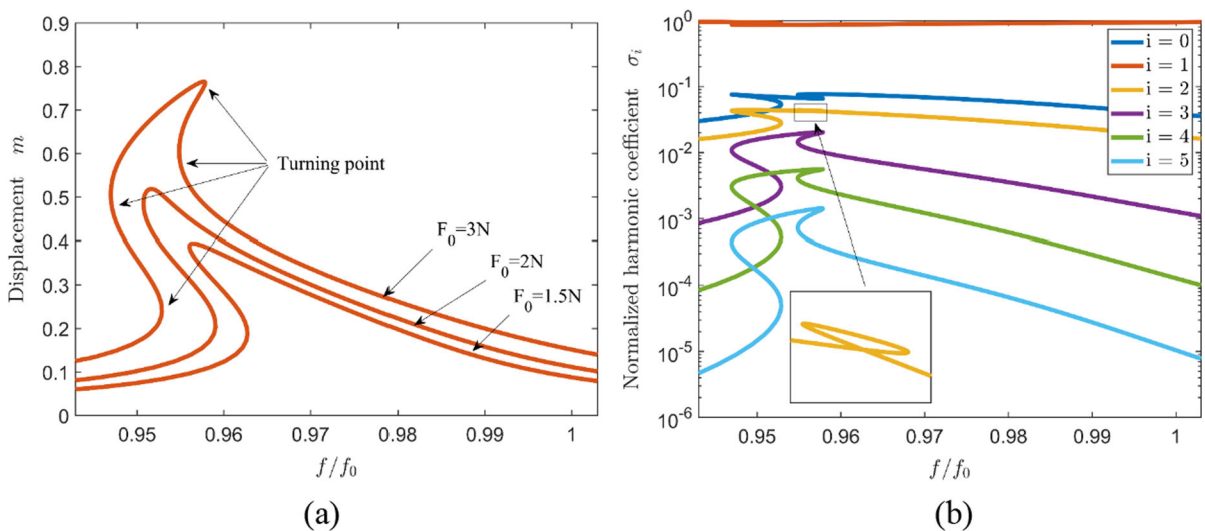 0.9
0.8
0.7
0.6
0.5
0.4
0.3
0.2
0.1
0
Displacement m
Turning point
F₀=3N
F₀=2N
F₀=1.5N
0.95 0.96 0.97 0.98 0.99 1
f/f₀
(a)
10⁰
10⁻¹
10⁻²
10⁻³
10⁻⁴
10⁻⁵
10⁻⁶
Normalized harmonic coefficient σᵢ
i = 0
i = 1
i = 2
i = 3
i = 4
i = 5
0.95 0.96 0.97 0.98 0.99 1
f/f₀
(b)